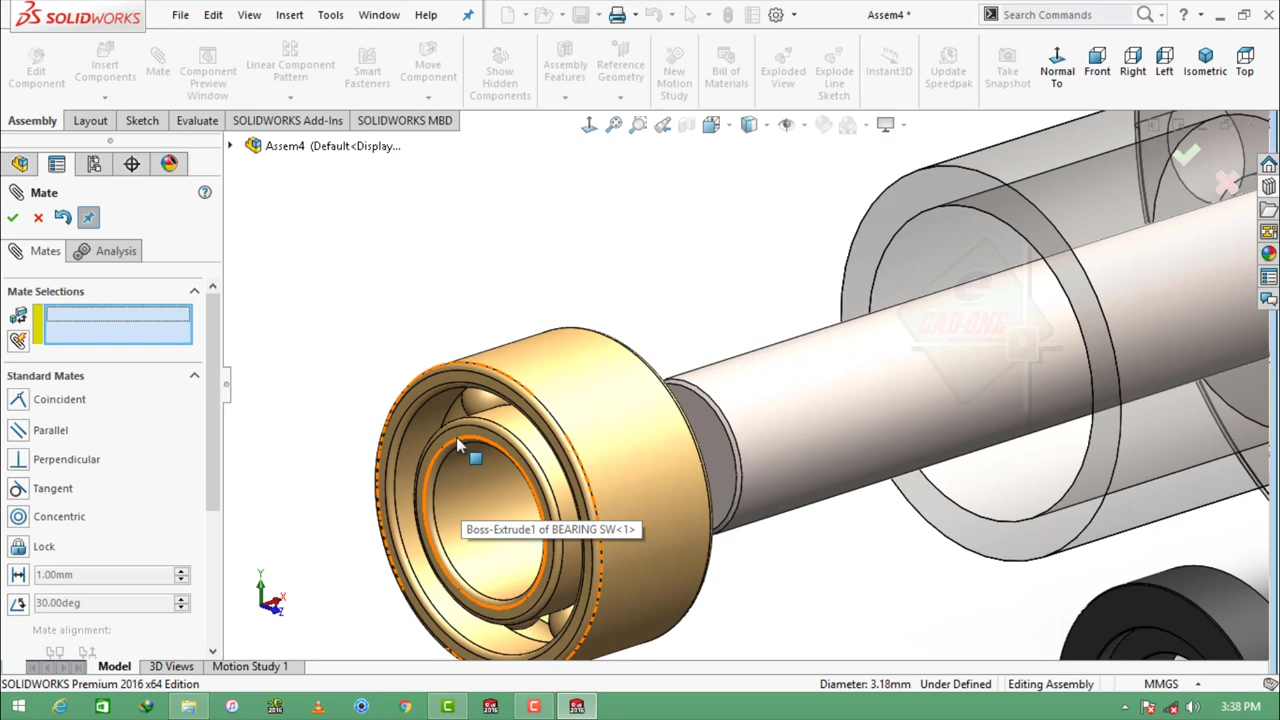 SOLIDWORKS
File Edit View Insert Tools Window Help
Assem4 *
Search Commands
Edit Component
Insert Components
Mate
Component Preview Window
Linear Component Pattern
Smart Fasteners
Move Component
Show Hidden Components
Assembly Features
Reference Geometry
New Motion Study
Bill of Materials
Exploded View
Explode Line Sketch
Instant3D
Update Speedpak
Take Snapshot
Normal To
Front
Right
Left
Isometric
Top
Assembly Layout Sketch Evaluate SOLIDWORKS Add-Ins SOLIDWORKS MBD
Assem4 (Default<Display...
Mate
Mates Analysis
Mate Selections
Standard Mates
Coincident
Parallel
Perpendicular
Tangent
Concentric
Lock
1.00mm
30.00deg
Mate alignment:
CAD-ONE
Boss-Extrude1 of BEARING SW<1>
Y
X
Z
Model 3D Views Motion Study 1
SOLIDWORKS Premium 2016 x64 Edition
Diameter: 3.18mm Under Defined Editing Assembly MMGS
3:38 PM